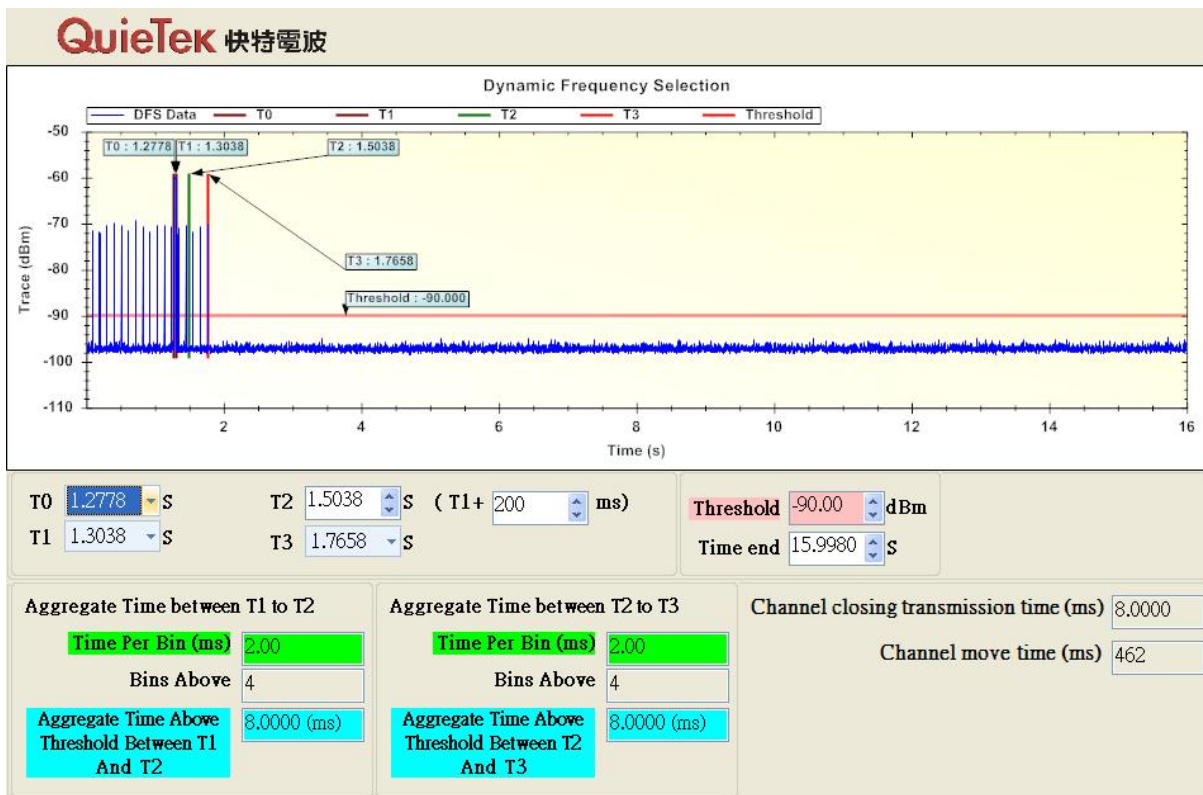 QuieTek 快特電波
Dynamic Frequency Selection
DFS Data T0 T1 T2 T3 Threshold
-50
T0 : 1.2778 T1 : 1.3038 T2 : 1.5038
-60
-70
T3 : 1.7658
-80
Threshold : -90.000
-90
-100
-110
Trace (dBm)
2 4 6 8 10 12 14 16
Time (s)
T0 1.2778 S T2 1.5038 S ( T1+ 200 ms)
T1 1.3038 S T3 1.7658 S
Threshold -90.00 dBm
Time end 15.9980 S
Aggregate Time between T1 to T2
Time Per Bin (ms) 2.00
Bins Above 4
Aggregate Time Above 8.0000 (ms)
Threshold Between T1
And T2
Aggregate Time between T2 to T3
Time Per Bin (ms) 2.00
Bins Above 4
Aggregate Time Above 8.0000 (ms)
Threshold Between T2
And T3
Channel closing transmission time (ms) 8.0000
Channel move time (ms) 462